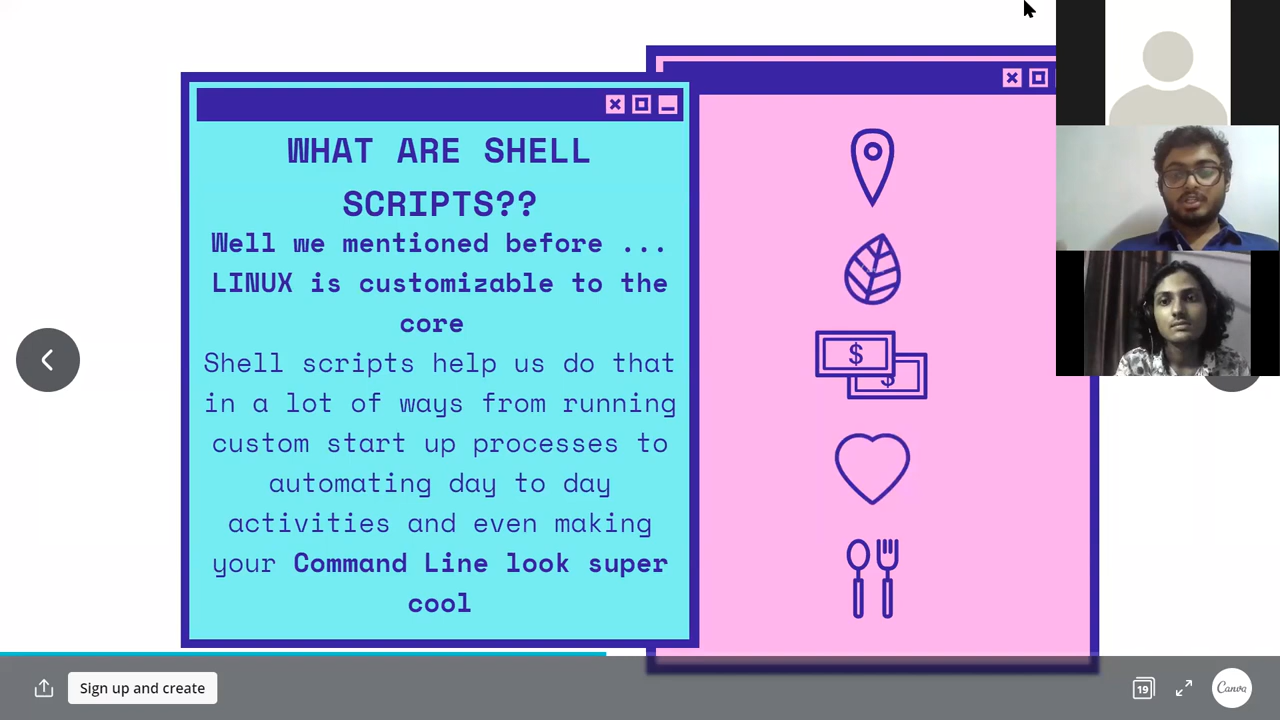 WHAT ARE SHELL
SCRIPTS??
Well we mentioned before ...
LINUX is customizable to the
core
Shell scripts help us do that
in a lot of ways from running
custom start up processes to
automating day to day
activities and even making
your Command Line look super
cool
$
$
Sign up and create
19
Canva